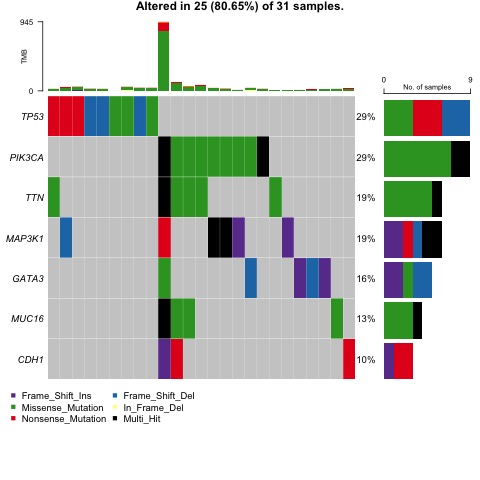 Altered in 25 (80.65%) of 31 samples.
945
TMB
0
0
9
No. of samples
TP53
29%
PIK3CA
29%
TTN
19%
MAP3K1
19%
GATA3
16%
MUC16
13%
CDH1
10%
Frame_Shift_Ins
Frame_Shift_Del
Missense_Mutation
In_Frame_Del
Nonsense_Mutation
Multi_Hit